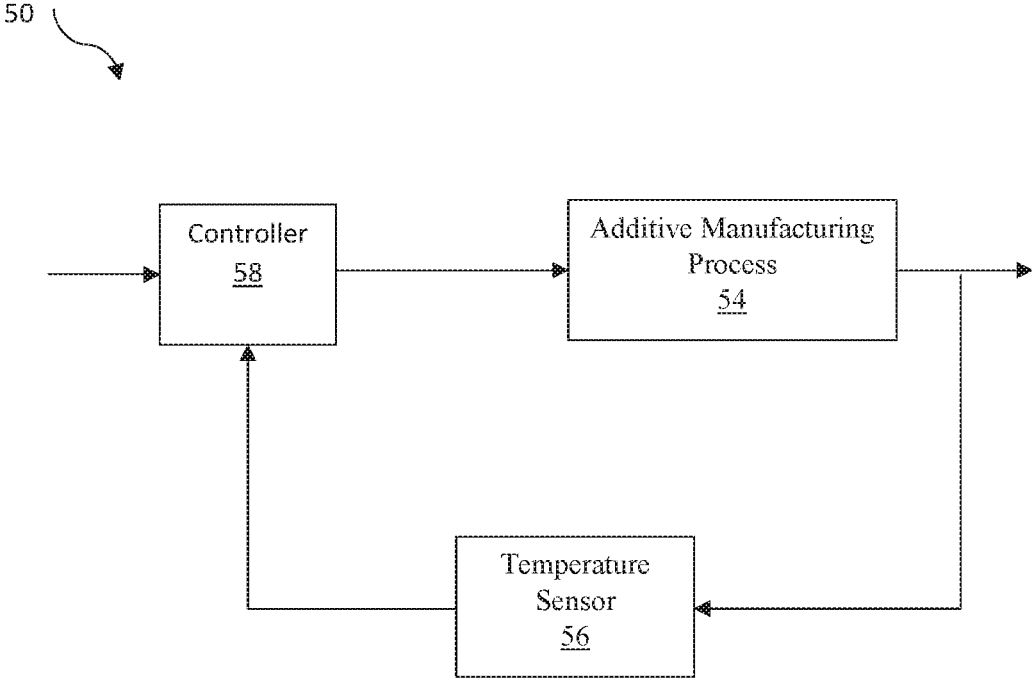 50
Controller
58
Additive Manufacturing
Process
54
Temperature
Sensor
56